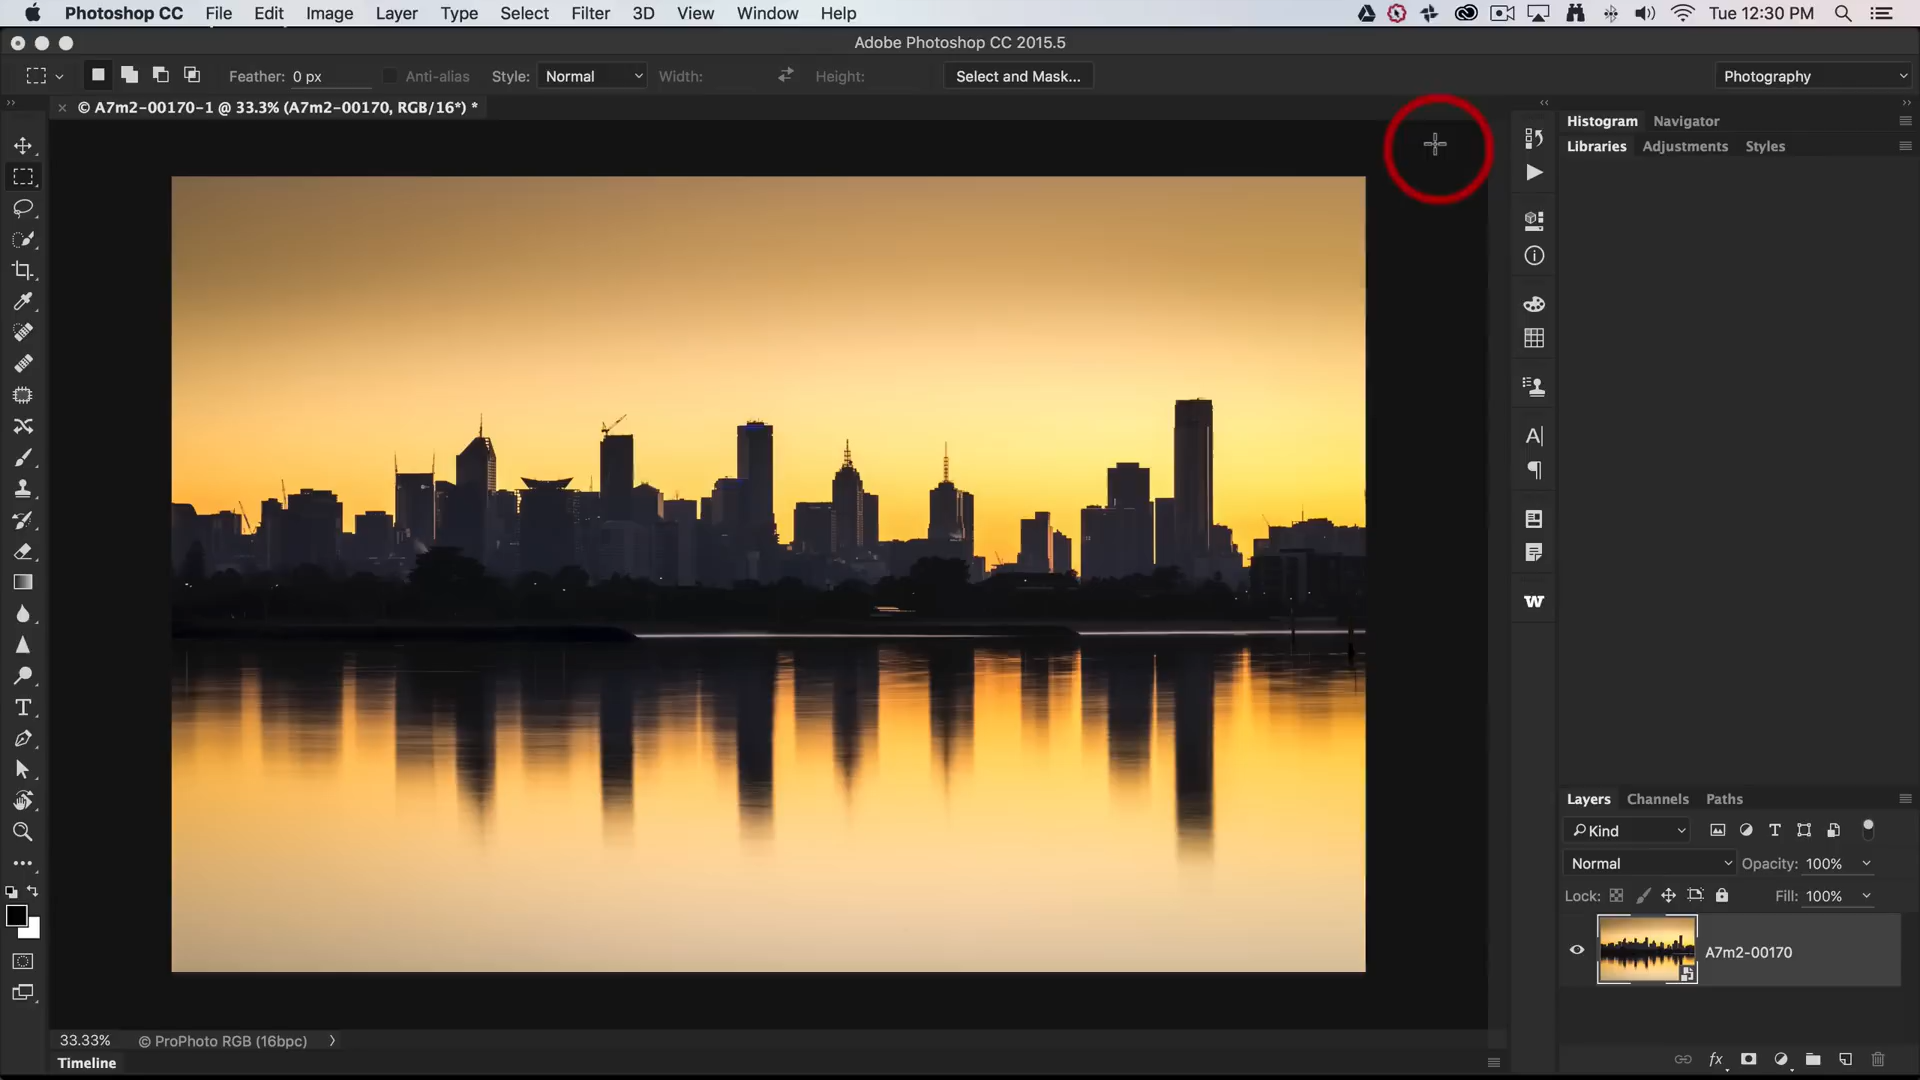 Photoshop CC File Edit Image Layer Type Select Filter 3D View Window Help Tue 12:30 PM
Adobe Photoshop CC 2015.5
Feather: 0 px Anti-alias Style: Normal Width: Height: Select and Mask... Photography
© A7m2-00170-1 @ 33.3% (A7m2-00170, RGB/16*) *
Histogram Navigator
Libraries Adjustments Styles
Layers Channels Paths
Kind
Normal Opacity: 100%
Lock: Fill: 100%
A7m2-00170
33.33% © ProPhoto RGB (16bpc)
Timeline